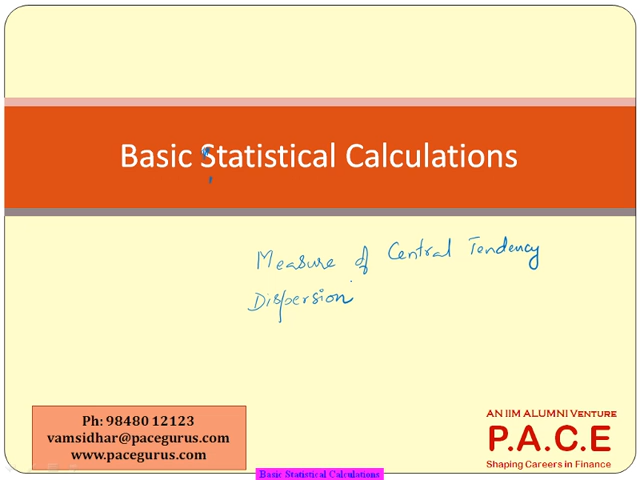 Basic Statistical Calculations
Measure of Central Tendency
Dispersion
Ph: 98480 12123
vamsidhar@pacegurus.com
www.pacegurus.com
AN IIM ALUMNI VENTURE
P.A.C.E
Shaping Careers in Finance
Basic Statistical Calculations